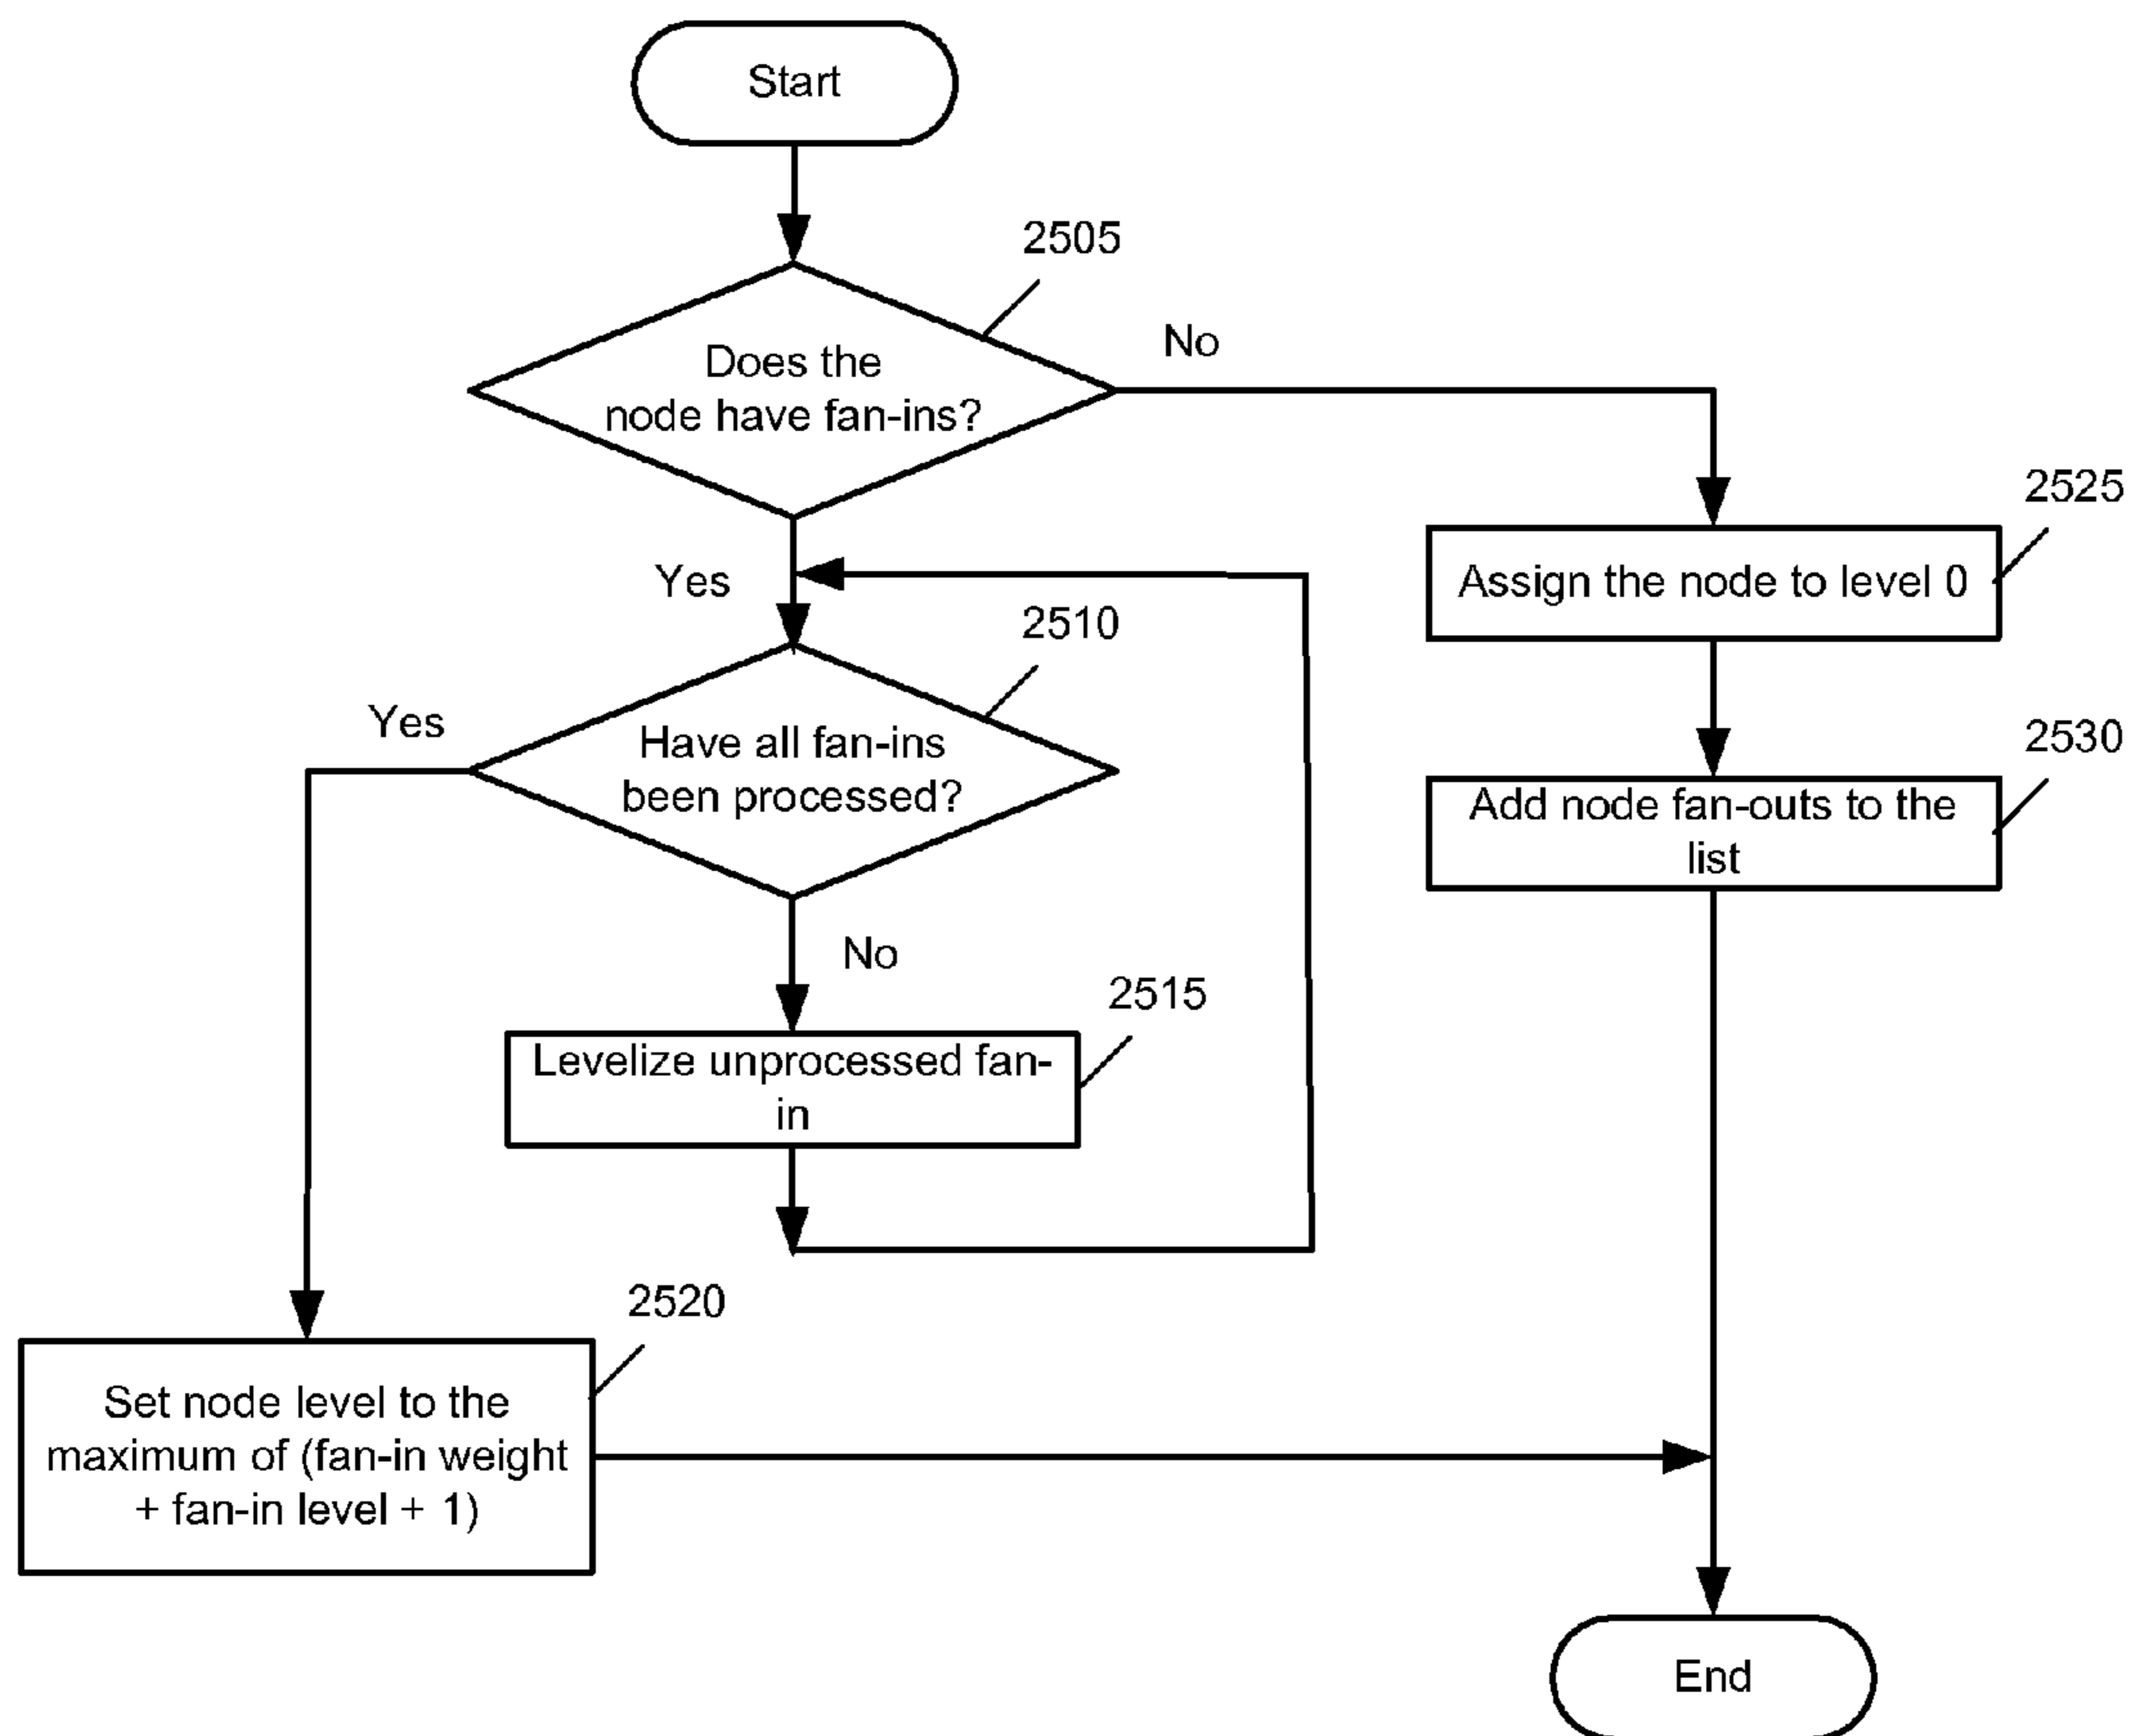 Start
2505
Does the
node have fan-ins?
No
2525
Assign the node to level 0
Yes
2510
Have all fan-ins
been processed?
Yes
2530
Add node fan-outs to the
list
No
2515
Levelize unprocessed fan-
in
2520
Set node level to the
maximum of (fan-in weight
+ fan-in level + 1)
End